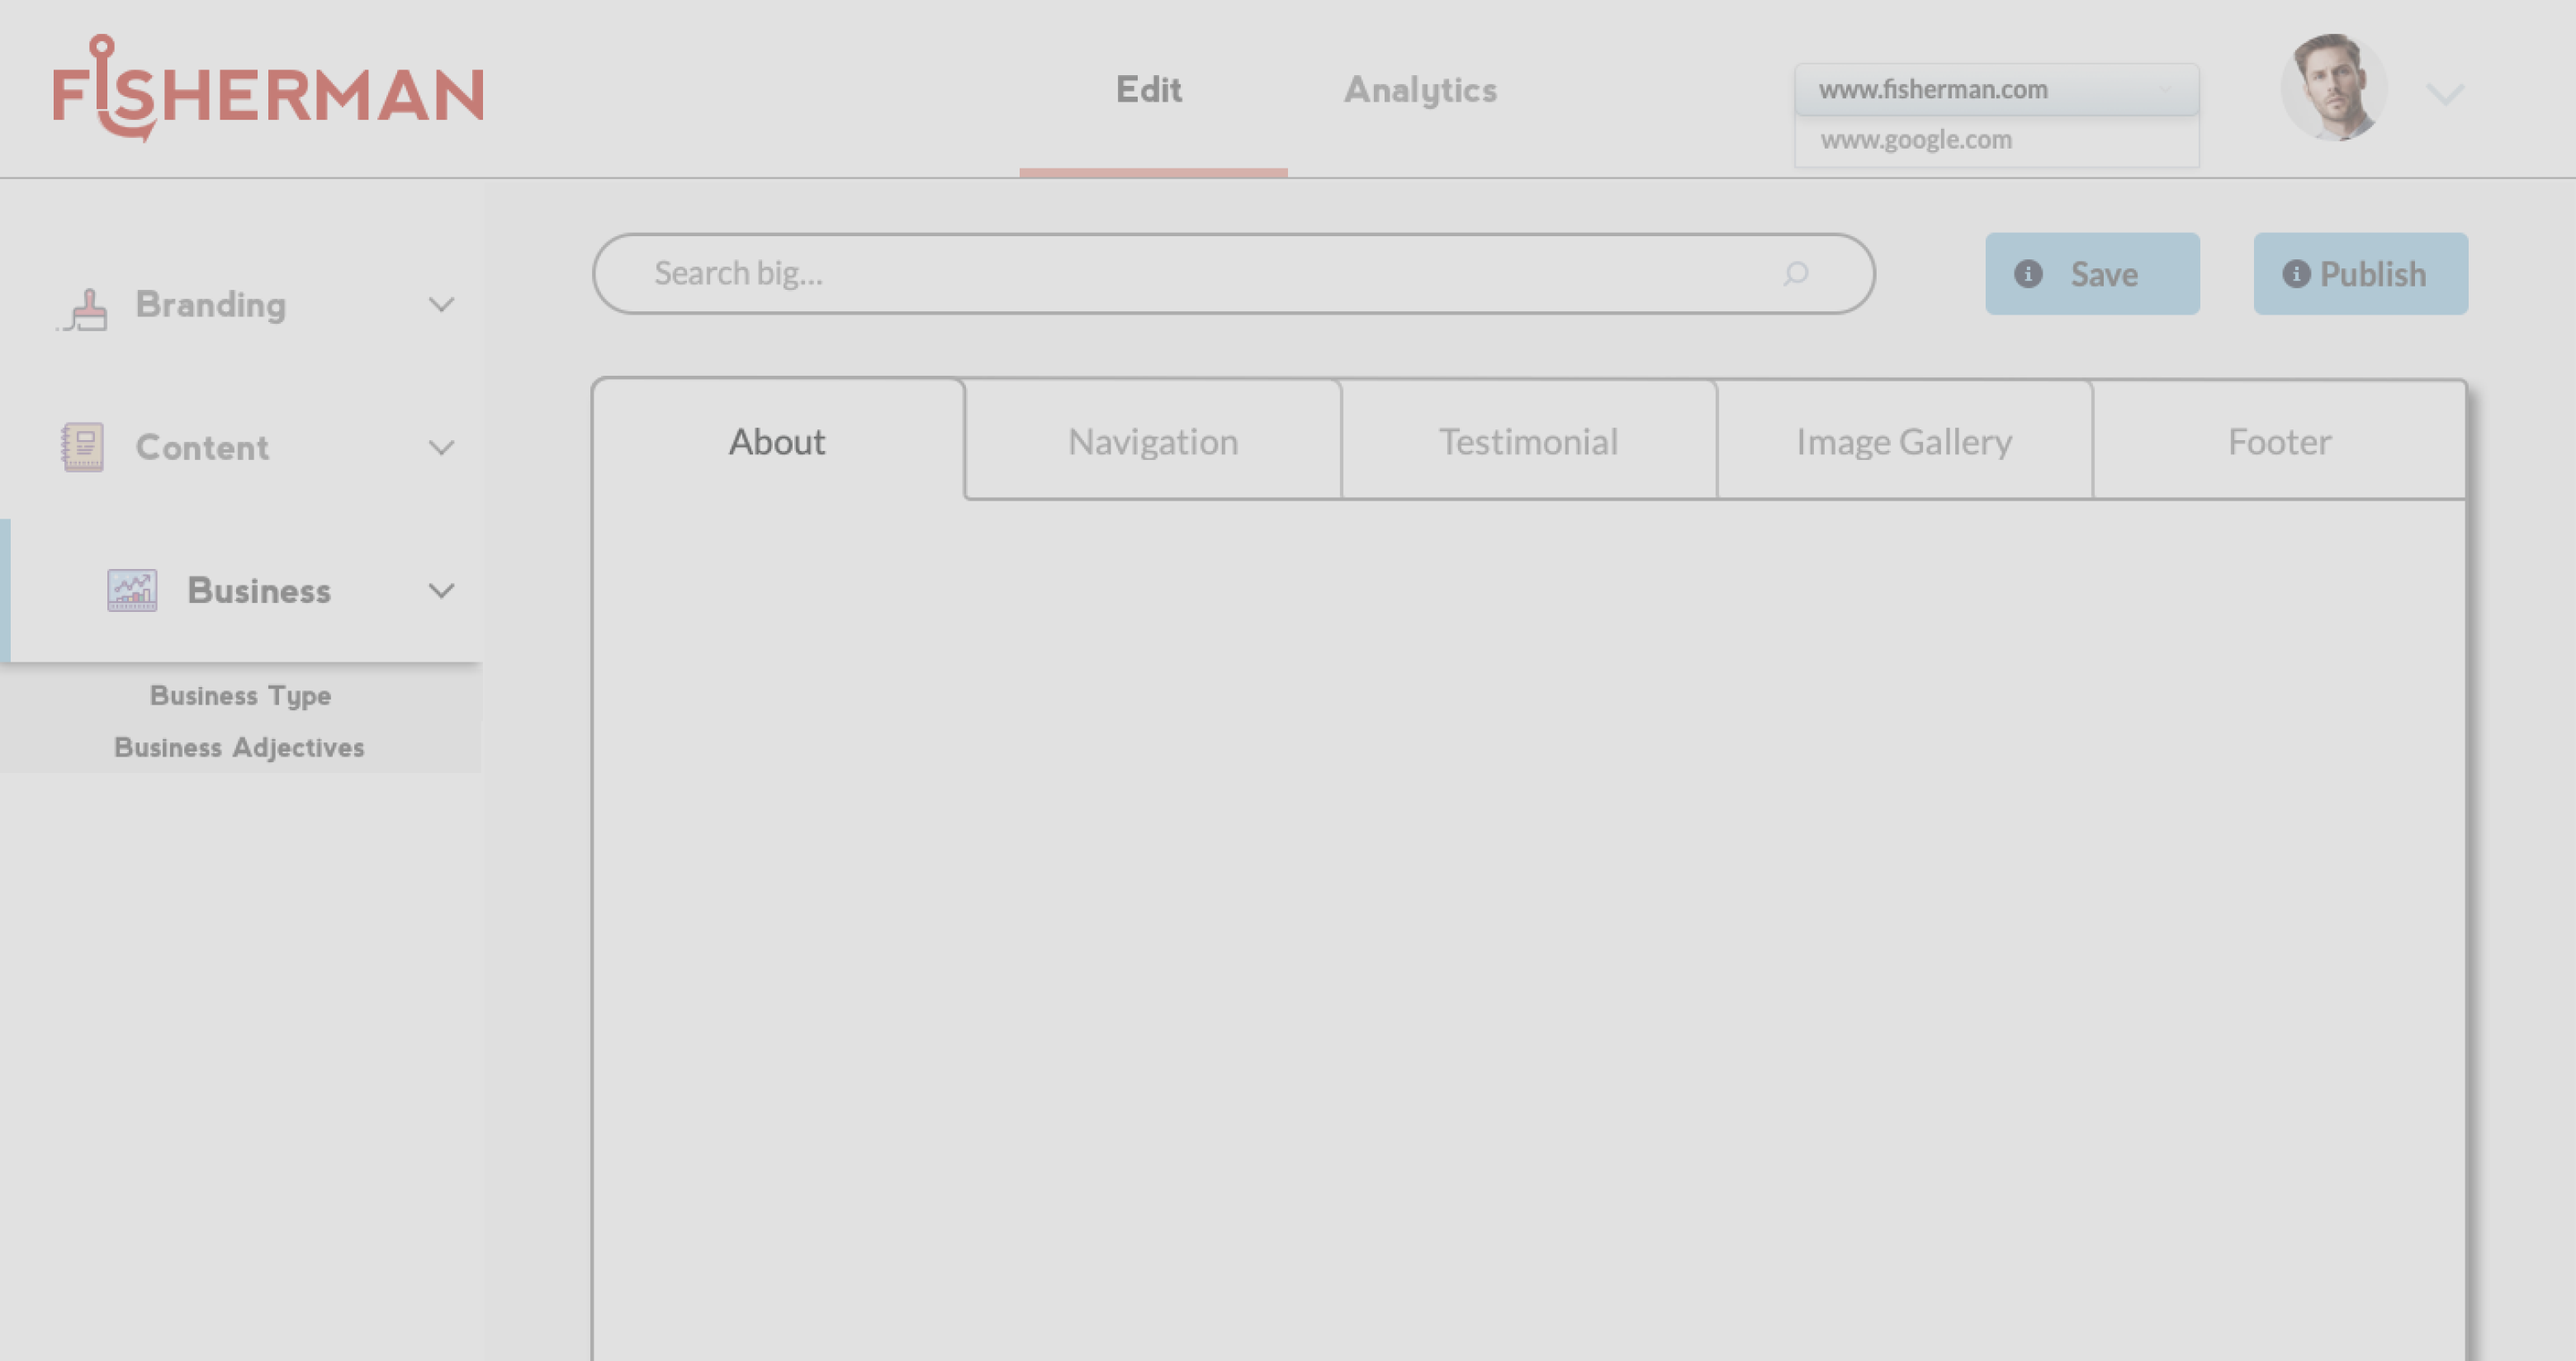 FISHERMAN
Edit
Analytics
www.fisherman.com
www.google.com
Search big...
Save
Publish
Branding
Content
Business
Business Type
Business Adjectives
About
Navigation
Testimonial
Image Gallery
Footer